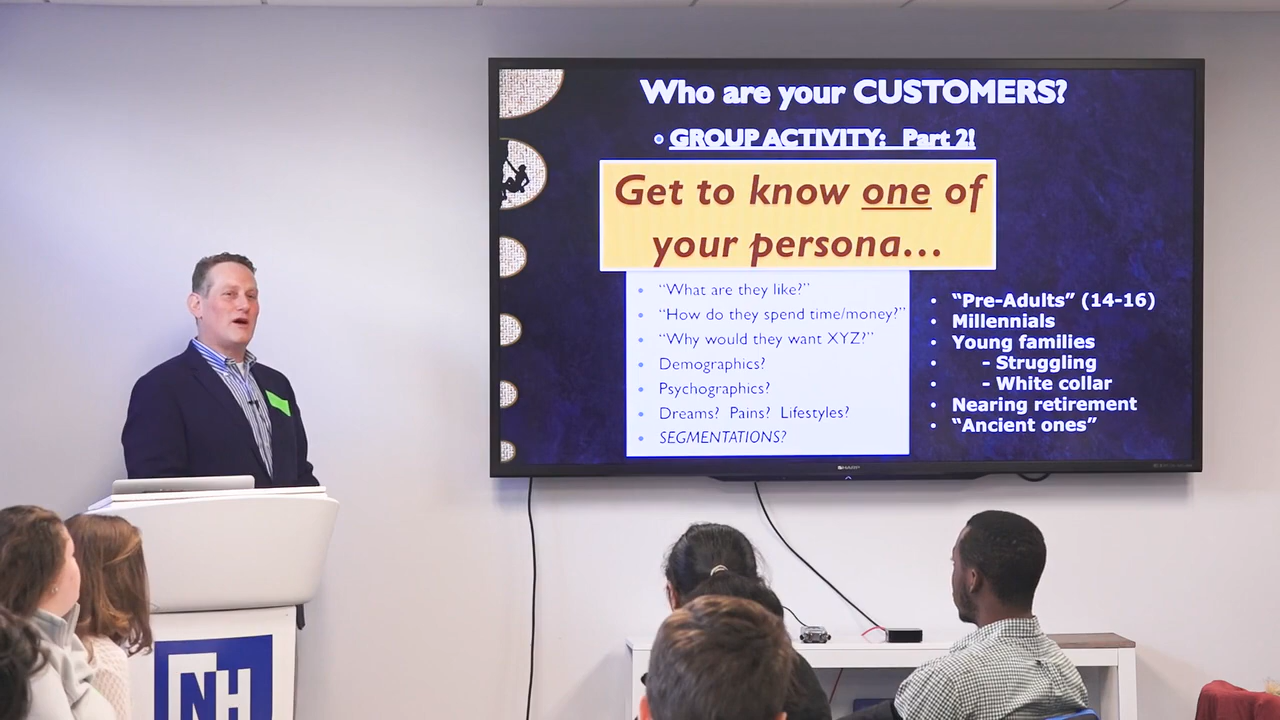 Who are your CUSTOMERS?
• GROUP ACTIVITY: Part 2!
Get to know one of
your persona...
• "What are they like?"
• "How do they spend time/money?"
• "Why would they want XYZ?"
• Demographics?
• Psychographics?
• Dreams? Pains? Lifestyles?
• SEGMENTATIONS?
• "Pre-Adults" (14-16)
• Millennials
• Young families
• - Struggling
• - White collar
• Nearing retirement
• "Ancient ones"
SHARP
NH